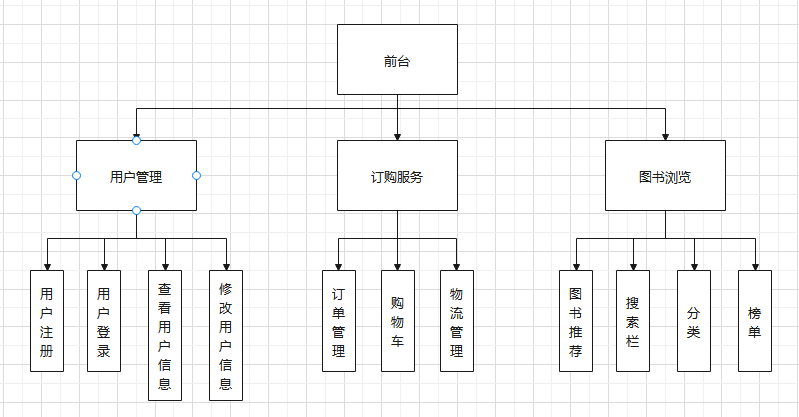 前台
用户管理
订购服务
图书浏览
用户注册
用户登录
查看用户信息
修改用户信息
订单管理
购物车
物流管理
图书推荐
搜索栏
分类
榜单